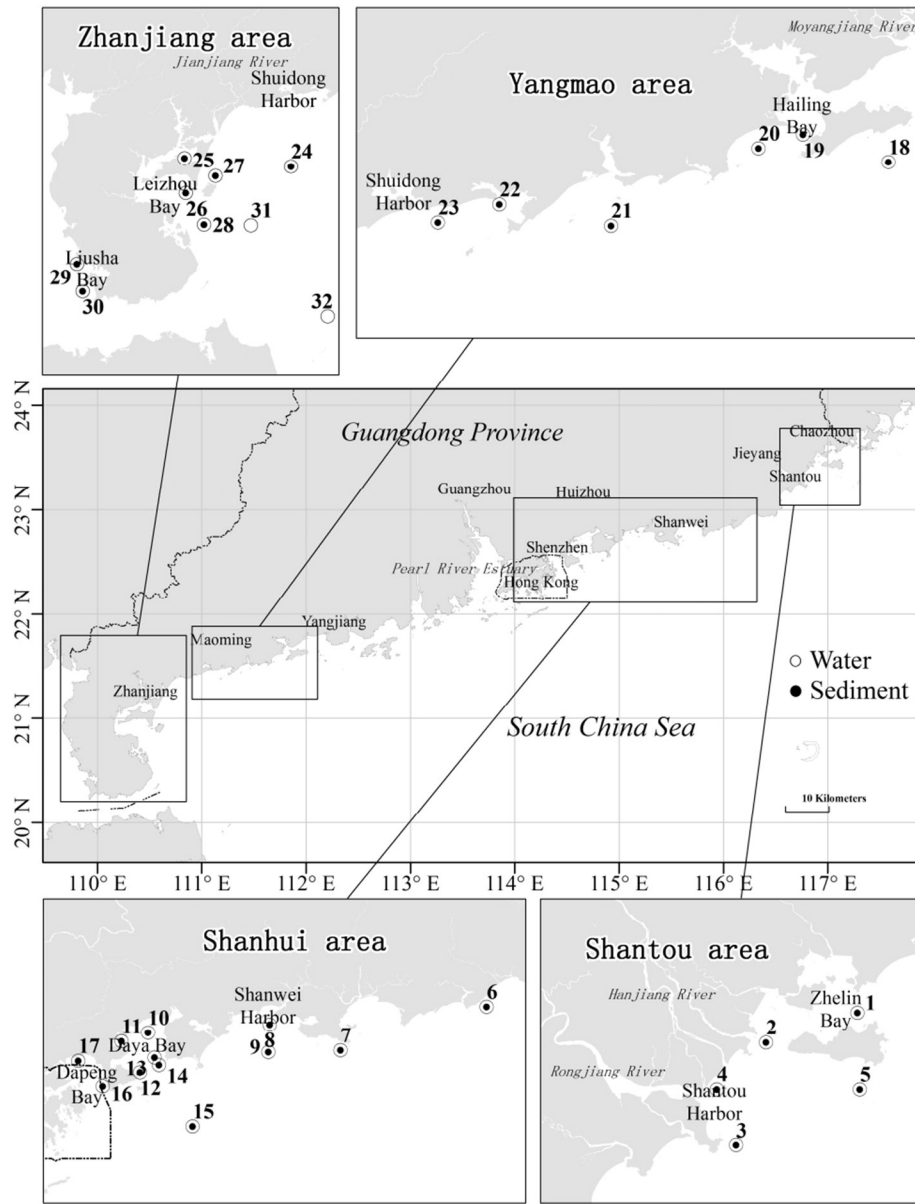 Zhanjiang area
Jianjiang River
Shuidong
Harbor
24
25
27
Leizhou
Bay
26
28
31
Liusha
Bay
29
30
32
Moyangjiang River
Yangmao area
Hailing
Bay
20
19
18
Shuidong
Harbor
22
23
21
24° N
23° N
22° N
21° N
20° N
Guangdong Province
Chaozhou
Jieyang
Shantou
Guangzhou
Huizhou
Shanwei
Shenzhen
Pearl River Estuary
Hong Kong
Yangjiang
Maoming
Zhanjiang
Water
Sediment
South China Sea
10 Kilometers
110° E
111° E
112° E
113° E
114° E
115° E
116° E
117° E
Shanhui area
Shanwei
Harbor
6
7
8
9
10
11
Daya Bay
17
13
14
12
Dapeng
Bay
16
15
Shantou area
Hanjiang River
Zhelin
Bay
1
2
Rongjiang River
4
5
Shantou
Harbor
3